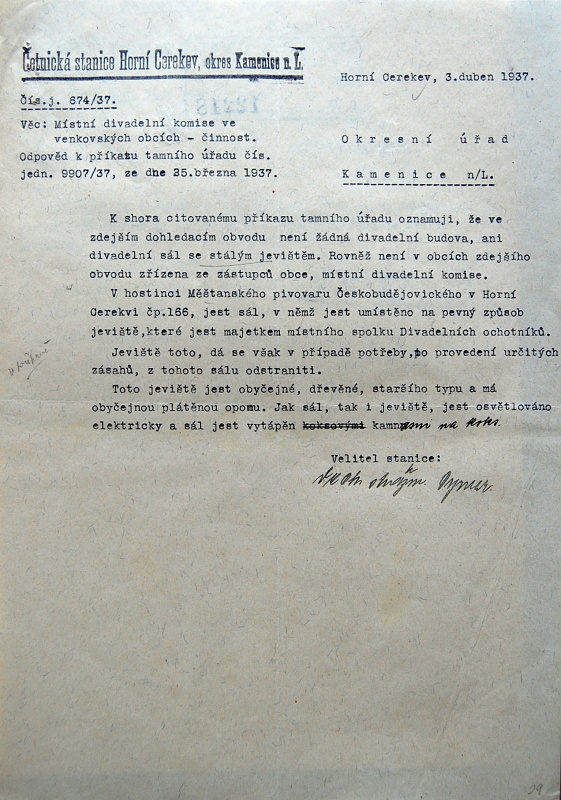 Četnická stanice Horní Cerekev, okres Kamenice n. L.
Horní Cerekev, 3.duben 1937.
Čís.j. 674/37.
Věc: Místní divadelní komise ve
venkovských obcích - činnost.
Odpověd k příkatu tamního úřadu čís.
jedn. 9907/37, ze dne 25.března 1937.
Okresní úřad
Kamenice n/L.
K shora citovanému příkazu tamního úřadu oznamuji, že ve
zdejším dohledacím obvodu není žádná divadelní budova, ani
divadelní sál se stálým jevištěm. Rovněž není v obcích zdejšího
obvodu zřízena ze zástupců obce, místní divadelní komise.
V hostinci Měštanského pivovaru Českobudějovického v Horní
Cerekvi čp.166, jest sál, v němž jest umístěno na pevný způsob
jeviště,které jest majetkem místního spolku Divadelních ochotníků.
Jeviště toto, dá se však v případě potřeby,po provedení určitých
zásahů, z tohoto sálu odstraniti.
Toto jeviště jest obyčejné, dřevěné, staršího typu a má
obyčejnou plátěnou oponu. Jak sál, tak i jeviště, jest osvětlováno
elektricky a sál jest vytápěn koksovými kamnami na koks.
Velitel stanice:
29